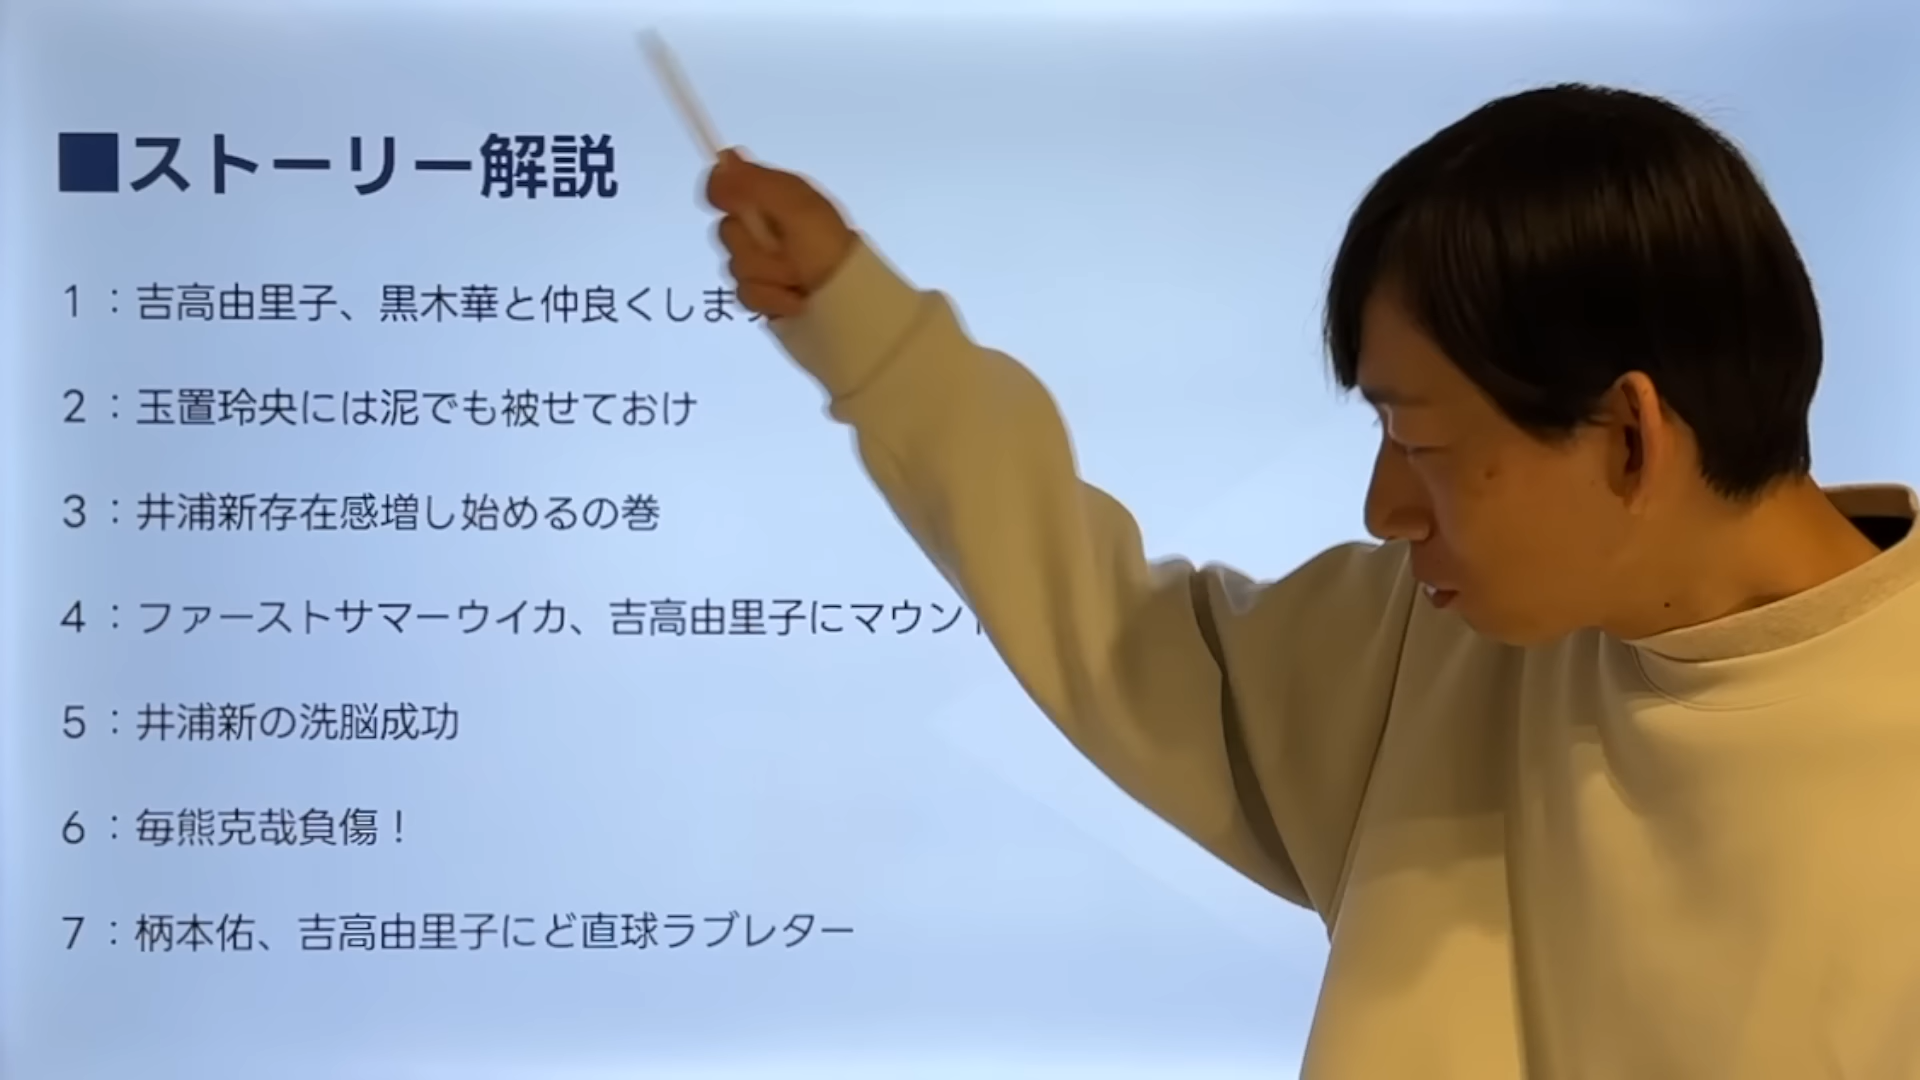 ■ストーリー解説
1：吉高由里子、黒木華と仲良くしま
2：玉置玲央には泥でも被せておけ
3：井浦新存在感増し始めるの巻
4：ファーストサマーウイカ、吉高由里子にマウン
5：井浦新の洗脳成功
6：毎熊克哉負傷！
7：柄本佑、吉高由里子にど直球ラブレター